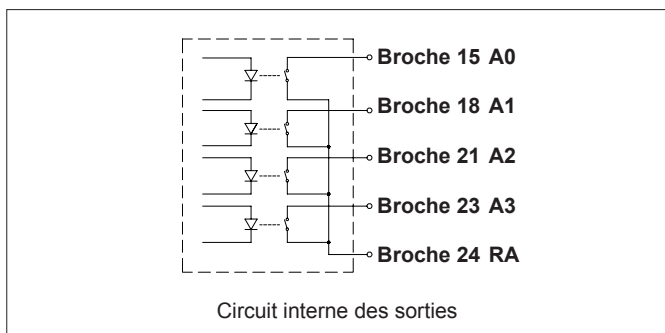 Broche 15 A0
Broche 18 A1
Broche 21 A2
Broche 23 A3
Broche 24 RA
Circuit interne des sorties